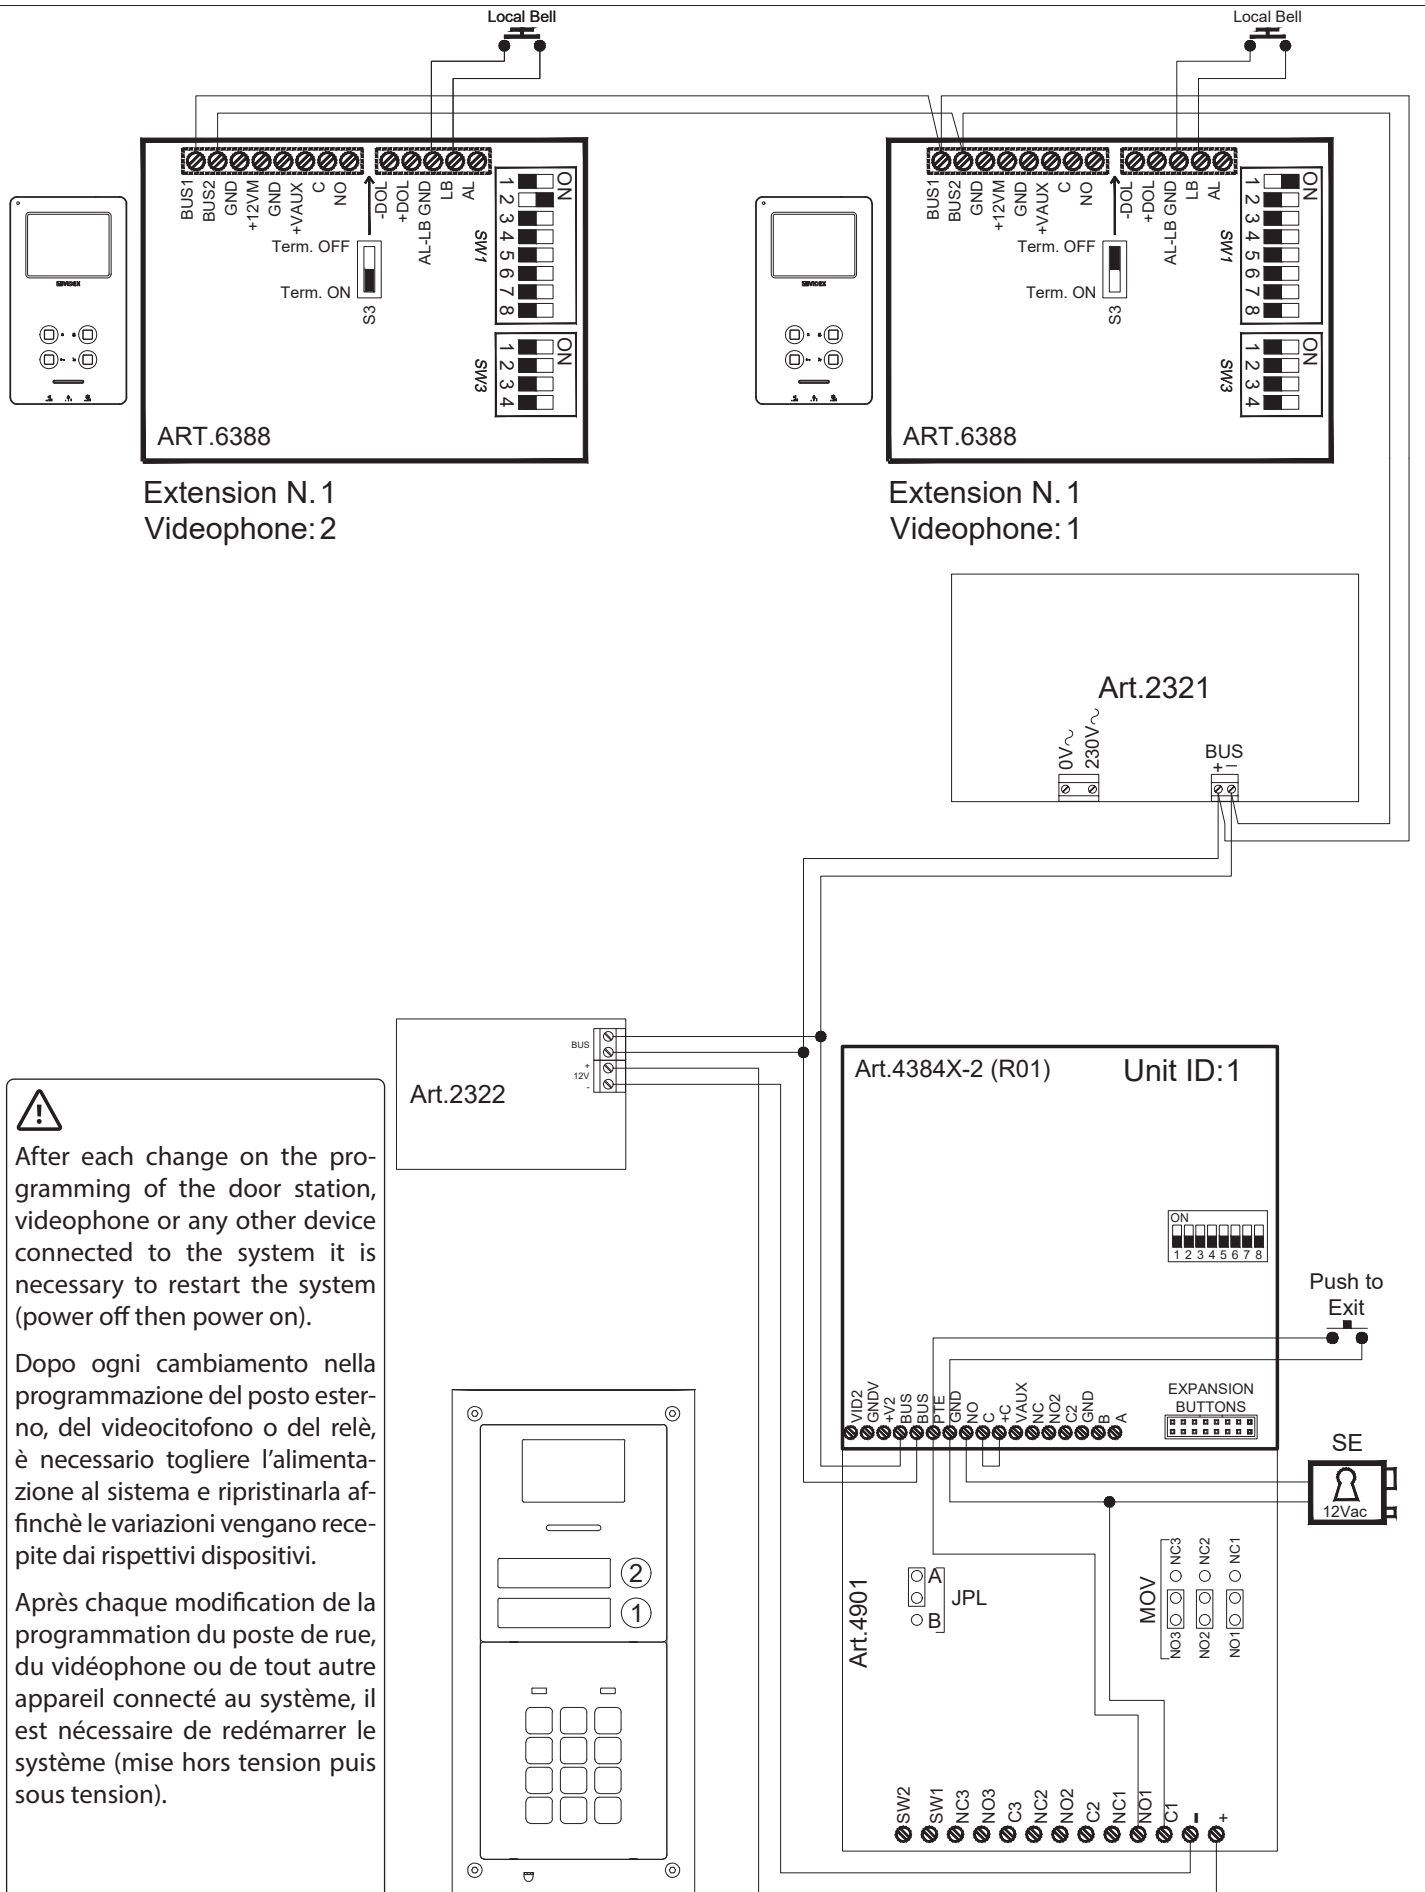 Local Bell
Local Bell
BUS1
BUS2
GND
+12VM
GND
+VAUX
C
NO
-DOL
+DOL
AL-LB GND
LB
AL
Term. OFF
Term. ON
S3
SW1
1 2 3 4 5 6 7 8
ON
SW3
1 2 3 4
ON
VIDEX
ART.6388
Extension N. 1
Videophone: 2
BUS1
BUS2
GND
+12VM
GND
+VAUX
C
NO
-DOL
+DOL
AL-LB GND
LB
AL
Term. OFF
Term. ON
S3
SW1
1 2 3 4 5 6 7 8
ON
SW3
1 2 3 4
ON
VIDEX
ART.6388
Extension N. 1
Videophone: 1
Art.2321
0V~
230V~
BUS
+ –
Art.2322
BUS
+
12V
-
Art.4384X-2 (R01)
Unit ID:1
ON
1 2 3 4 5 6 7 8
Push to
Exit
EXPANSION
BUTTONS
VID2
GNDV
+V2
BUS
BUS
PTE
GND
NO
C
+C
VAUX
NC
NO2
C2
GND
B
A
SE
12Vac
Art.4901
A
B
JPL
MOV
NC3
NC2
NC1
NO3
NO2
NO1
SW2
SW1
NC3
NO3
C3
NC2
NO2
C2
NC1
NO1
C1
-
+
2
1
After each change on the pro-
gramming of the door station,
videophone or any other device
connected to the system it is
necessary to restart the system
(power off then power on).
Dopo ogni cambiamento nella
programmazione del posto ester-
no, del videocitofono o del relè,
è necessario togliere l’alimenta-
zione al sistema e ripristinarla af-
finchè le variazioni vengano rece-
pite dai rispettivi dispositivi.
Après chaque modification de la
programmation du poste de rue,
du vidéophone ou de tout autre
appareil connecté au système, il
est nécessaire de redémarrer le
système (mise hors tension puis
sous tension).